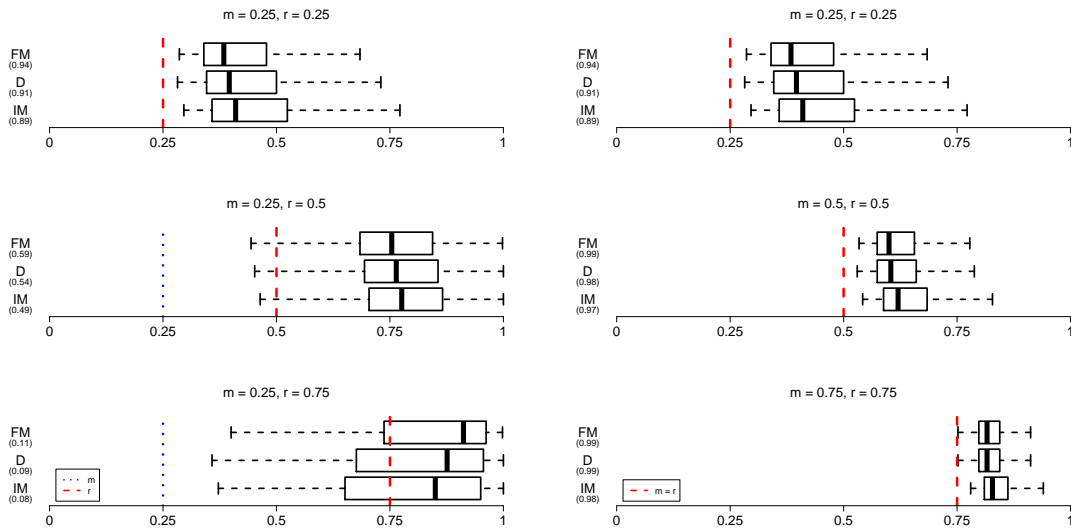 m = 0.25, r = 0.25
FM
(0.94)
D
(0.91)
IM
(0.89)
0 0.25 0.5 0.75 1
m = 0.25, r = 0.25
FM
(0.94)
D
(0.91)
IM
(0.89)
0 0.25 0.5 0.75 1
m = 0.25, r = 0.5
FM
(0.59)
D
(0.54)
IM
(0.49)
0 0.25 0.5 0.75 1
m = 0.5, r = 0.5
FM
(0.99)
D
(0.98)
IM
(0.97)
0 0.25 0.5 0.75 1
m = 0.25, r = 0.75
FM
(0.11)
D
(0.09)
IM
(0.08)
m
r
0 0.25 0.5 0.75 1
m = 0.75, r = 0.75
FM
(0.99)
D
(0.99)
IM
(0.98)
m = r
0 0.25 0.5 0.75 1